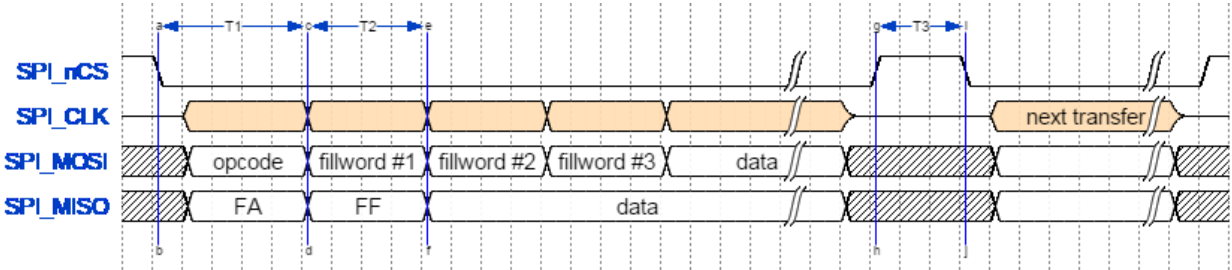 a T1 c T2 e g T3 i
SPI_nCS
SPI_CLK next transfer
SPI_MOSI opcode fillword #1 fillword #2 fillword #3 data
SPI_MISO FA FF data
b d f h j